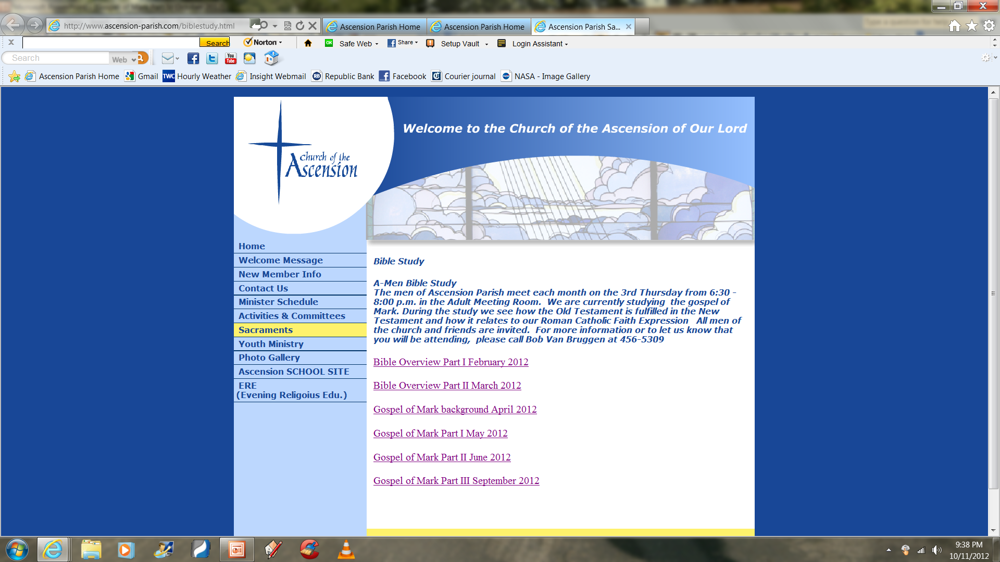 http://www.ascension-parish.com/biblestudy.html
Ascension Parish Home
Ascension Parish Home
Ascension Parish Sa...
Search
Norton
OK
Safe Web
Share
Setup Vault
Login Assistant
Search
Web
You
Tube
Ascension Parish Home
Gmail
TWC
Hourly Weather
Insight Webmail
RB
Republic Bank
Facebook
Courier journal
NASA - Image Gallery
Welcome to the Church of the Ascension of Our Lord
Church of the
Ascension
Home
Welcome Message
New Member Info
Contact Us
Minister Schedule
Activities & Committees
Sacraments
Youth Ministry
Photo Gallery
Ascension SCHOOL SITE
ERE
(Evening Religoius Edu.)
Bible Study
A-Men Bible Study
The men of Ascension Parish meet each month on the 3rd Thursday from 6:30 -
8:00 p.m. in the Adult Meeting Room.  We are currently studying  the gospel of
Mark. During the study we see how the Old Testament is fulfilled in the New
Testament and how it relates to our Roman Catholic Faith Expression   All men of
the church and friends are invited.  For more information or to let us know that
you will be attending,  please call Bob Van Bruggen at 456-5309
Bible Overview Part I February 2012
Bible Overview Part II March 2012
Gospel of Mark background April 2012
Gospel of Mark Part I May 2012
Gospel of Mark Part II June 2012
Gospel of Mark Part III September 2012
9:38 PM
10/11/2012